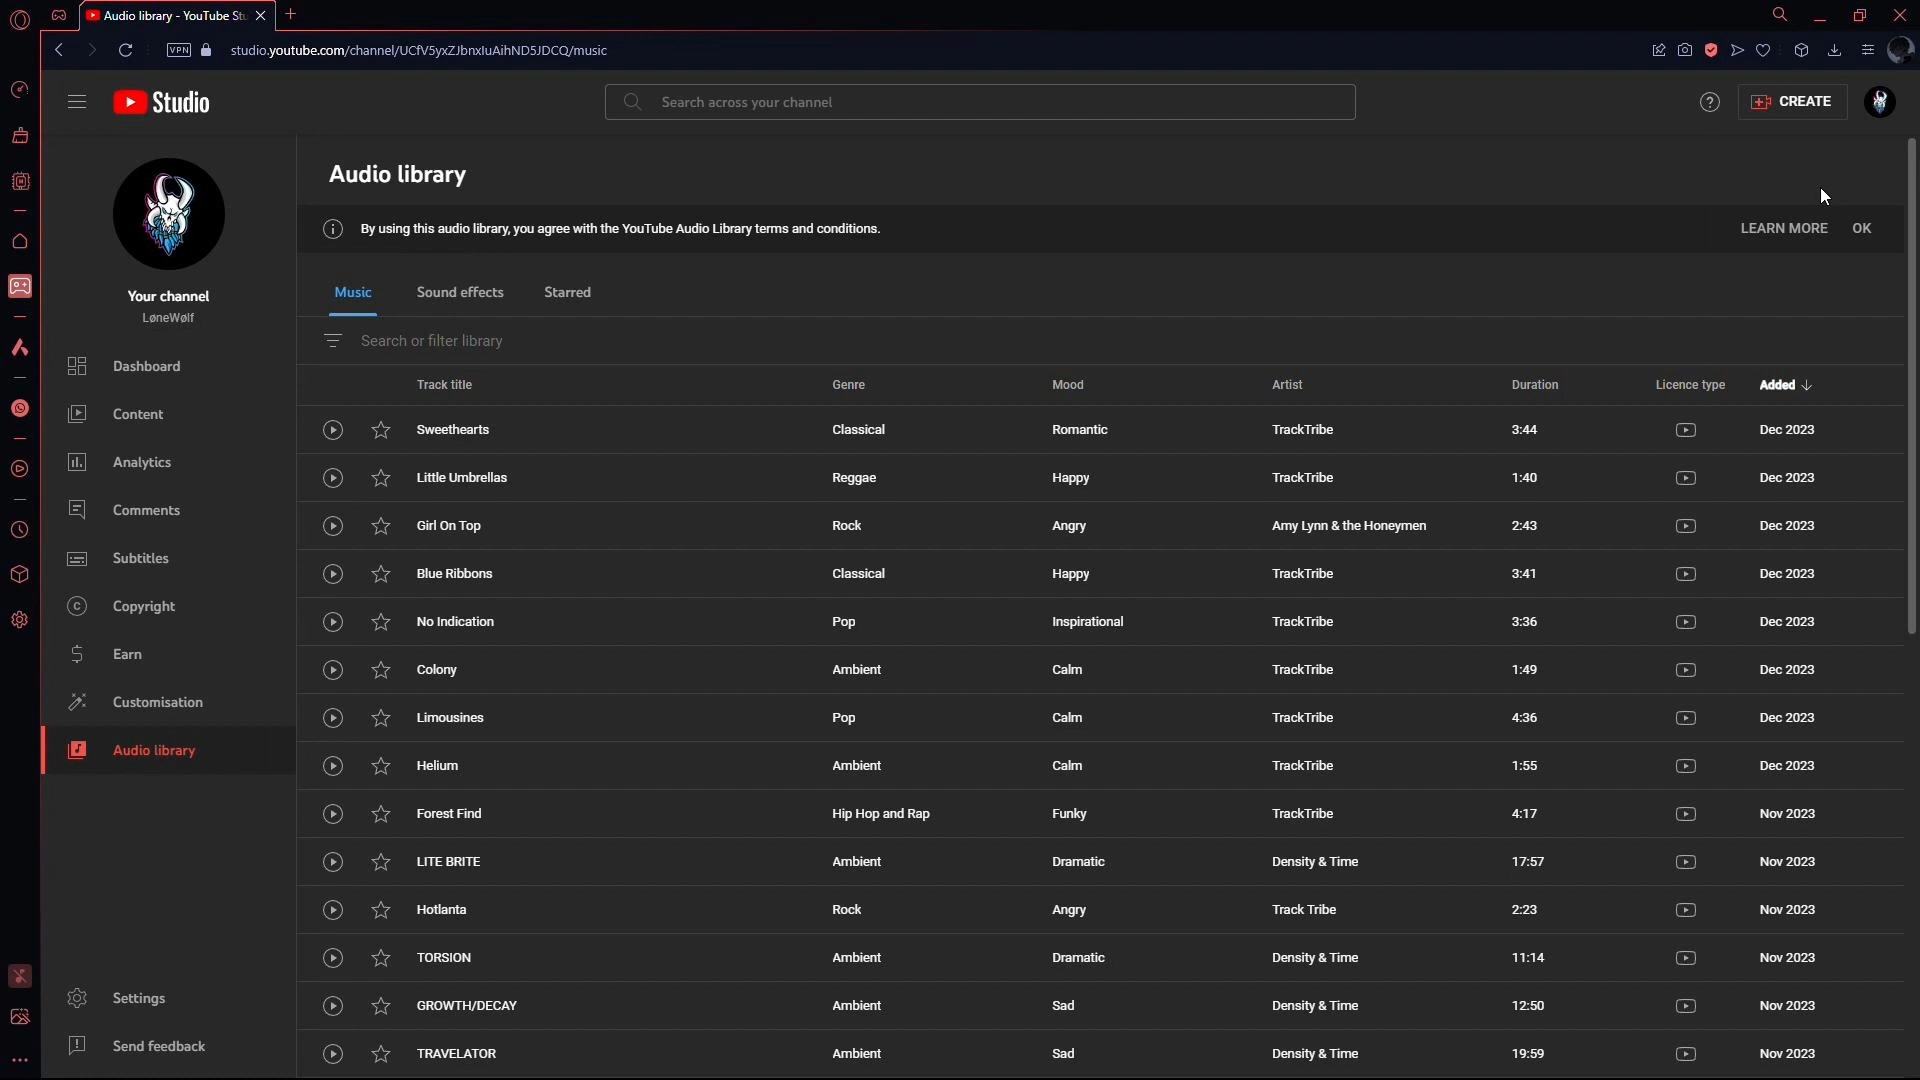 Audio library - YouTube Stu
VPN
studio.youtube.com/channel/UCfV5yxZJbnxIuAihND5JDCQ/music
Studio
Search across your channel
CREATE
Your channel
LøneWølf
Dashboard
Content
Analytics
Comments
Subtitles
Copyright
Earn
Customisation
Audio library
Settings
Send feedback
Audio library
By using this audio library, you agree with the YouTube Audio Library terms and conditions.
LEARN MORE OK
Music Sound effects Starred
Search or filter library
Track title Genre Mood Artist Duration Licence type Added
Sweethearts Classical Romantic TrackTribe 3:44 Dec 2023
Little Umbrellas Reggae Happy TrackTribe 1:40 Dec 2023
Girl On Top Rock Angry Amy Lynn & the Honeymen 2:43 Dec 2023
Blue Ribbons Classical Happy TrackTribe 3:41 Dec 2023
No Indication Pop Inspirational TrackTribe 3:36 Dec 2023
Colony Ambient Calm TrackTribe 1:49 Dec 2023
Limousines Pop Calm TrackTribe 4:36 Dec 2023
Helium Ambient Calm TrackTribe 1:55 Dec 2023
Forest Find Hip Hop and Rap Funky TrackTribe 4:17 Nov 2023
LITE BRITE Ambient Dramatic Density & Time 17:57 Nov 2023
Hotlanta Rock Angry Track Tribe 2:23 Nov 2023
TORSION Ambient Dramatic Density & Time 11:14 Nov 2023
GROWTH/DECAY Ambient Sad Density & Time 12:50 Nov 2023
TRAVELATOR Ambient Sad Density & Time 19:59 Nov 2023